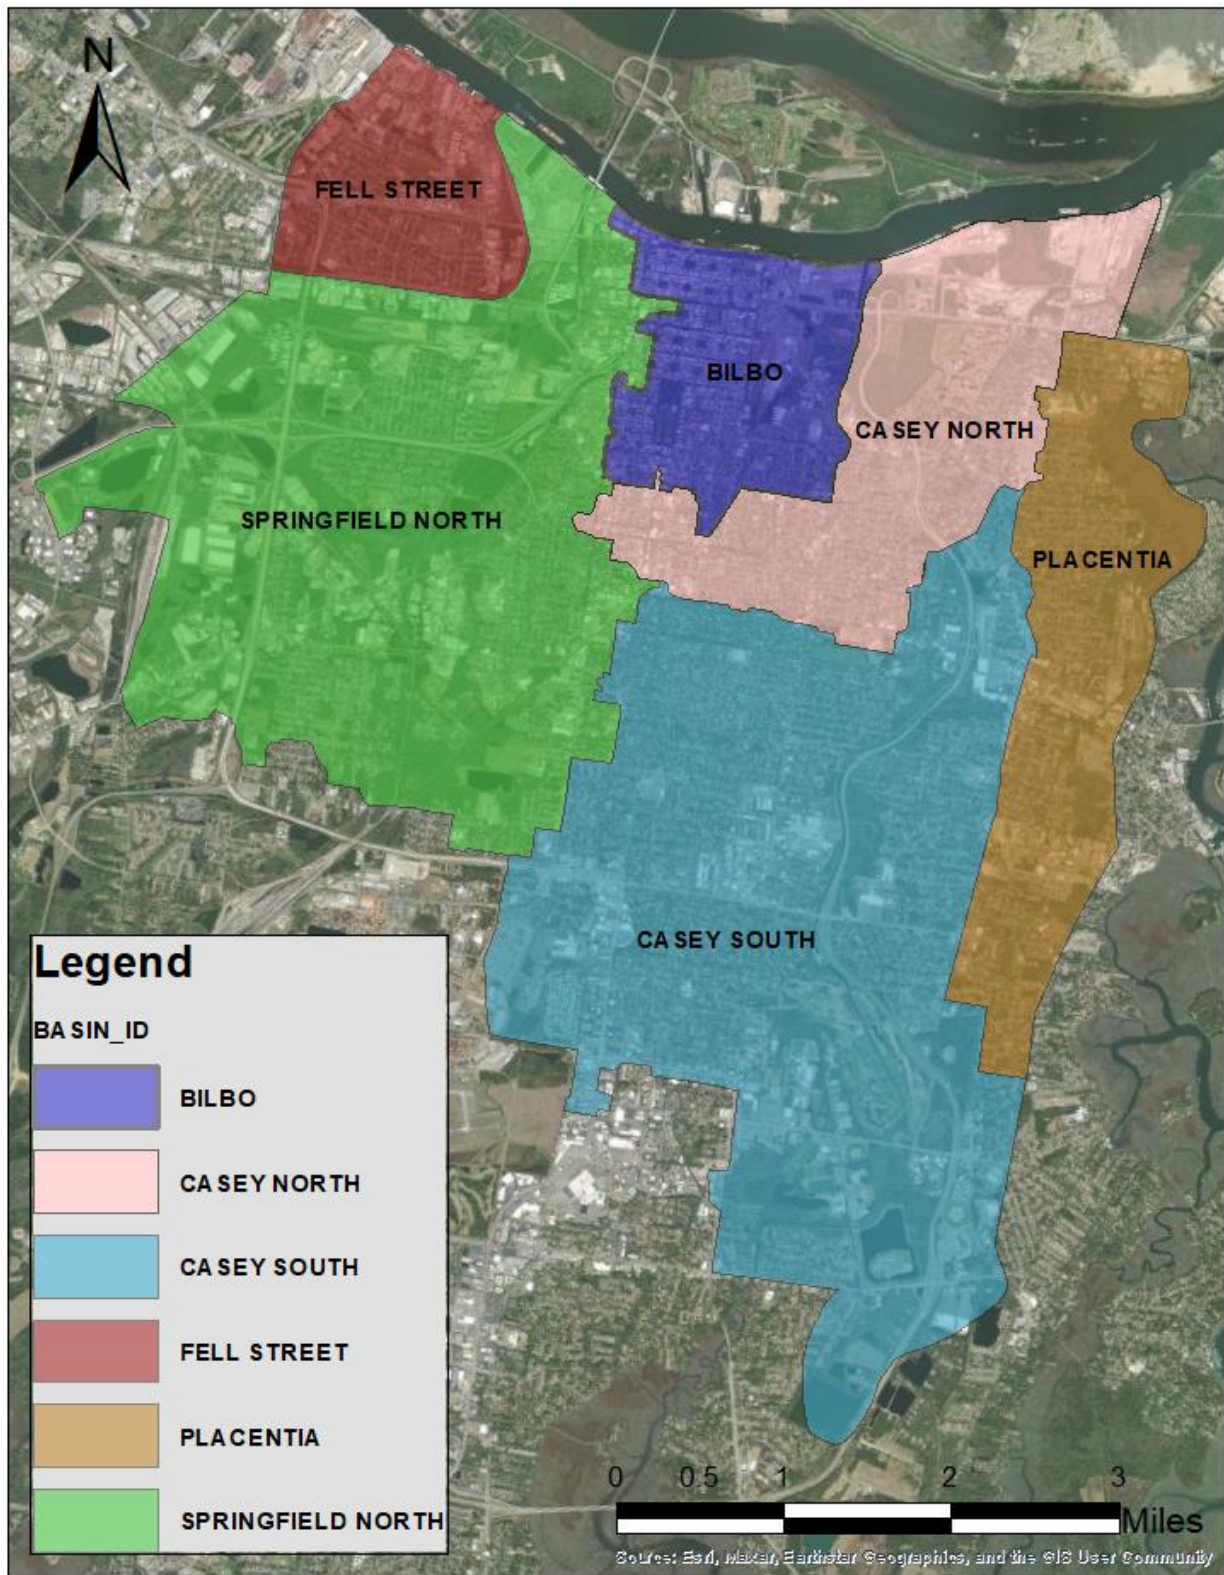 N
FELL STREET
BILBO
CASEY NORTH
SPRINGFIELD NORTH
PLACENTIA
CASEY SOUTH
Legend
BASIN_ID
BILBO
CASEY NORTH
CASEY SOUTH
FELL STREET
PLACENTIA
SPRINGFIELD NORTH
0 0.5 1 2 3
Miles
Source: Esri, Maxar, Earthstar Geographics, and the GIS User Community